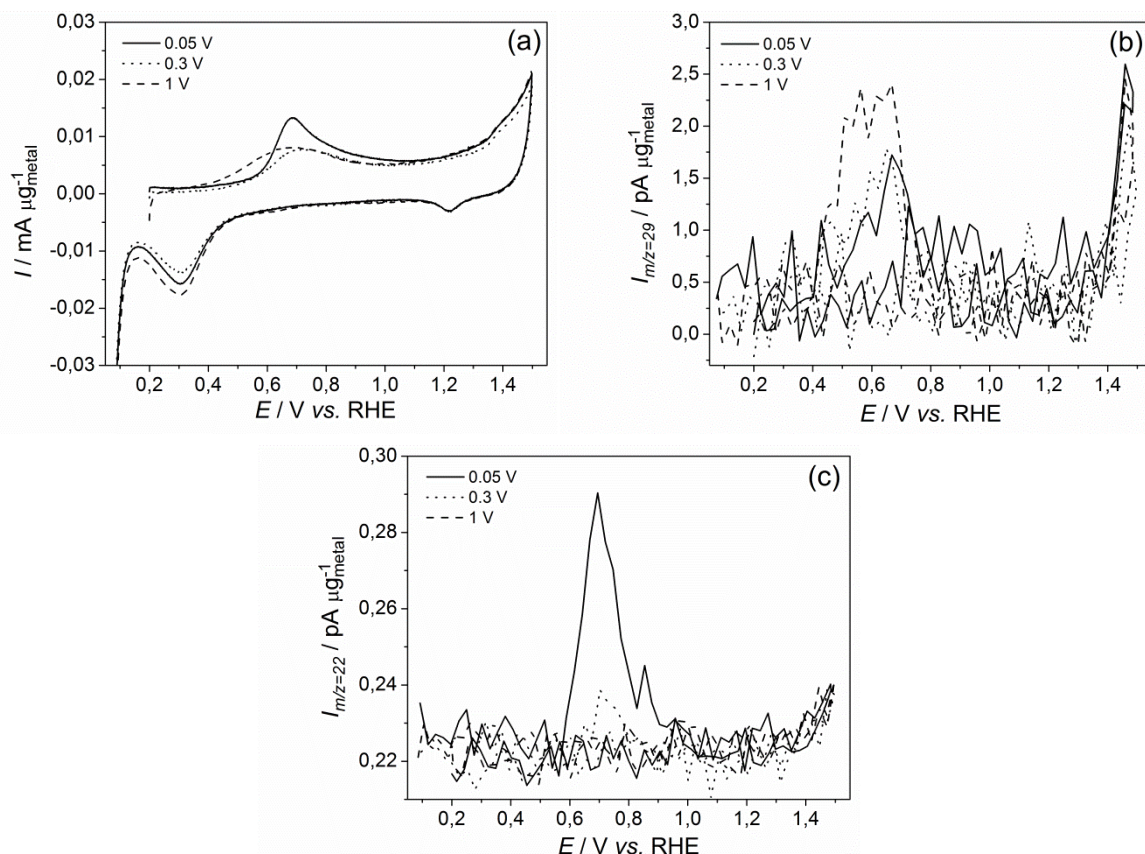 (a)
0.05 V
0.3 V
1 V
I / mA µg⁻¹metal
0,03
0,02
0,01
0,00
-0,01
-0,02
-0,03
0,2 0,4 0,6 0,8 1,0 1,2 1,4
E / V vs. RHE
(b)
0.05 V
0.3 V
1 V
I m/z=29 / pA µg⁻¹metal
3,0
2,5
2,0
1,5
1,0
0,5
0,0
0,2 0,4 0,6 0,8 1,0 1,2 1,4
E / V vs. RHE
(c)
0.05 V
0.3 V
1 V
I m/z=22 / pA µg⁻¹metal
0,30
0,28
0,26
0,24
0,22
0,2 0,4 0,6 0,8 1,0 1,2 1,4
E / V vs. RHE